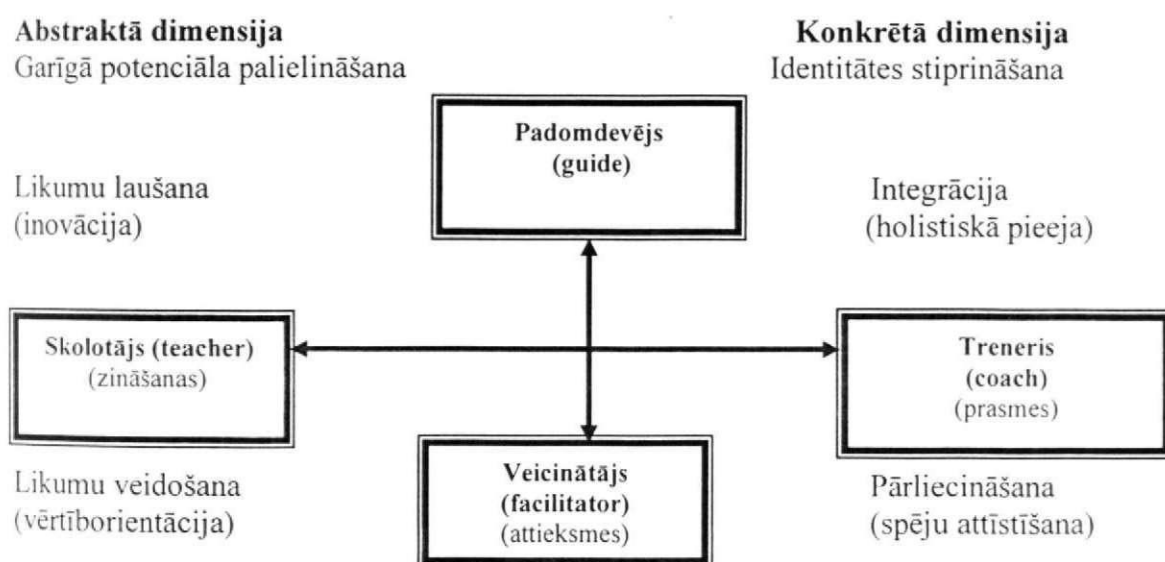 Abstraktā dimensija
Garīgā potenciāla palielināšana
Konkrētā dimensija
Identitātes stiprināšana
Padomdevējs
(guide)
Likumu laušana
(inovācija)
Integrācija
(holistiskā pieeja)
Skolotājs (teacher)
(zināšanas)
Treneris
(coach)
(prasmes)
Veicinātājs
(facilitator)
(attieksmes)
Likumu veidošana
(vērtīborientācija)
Pārliecināšana
(spēju attīstīšana)